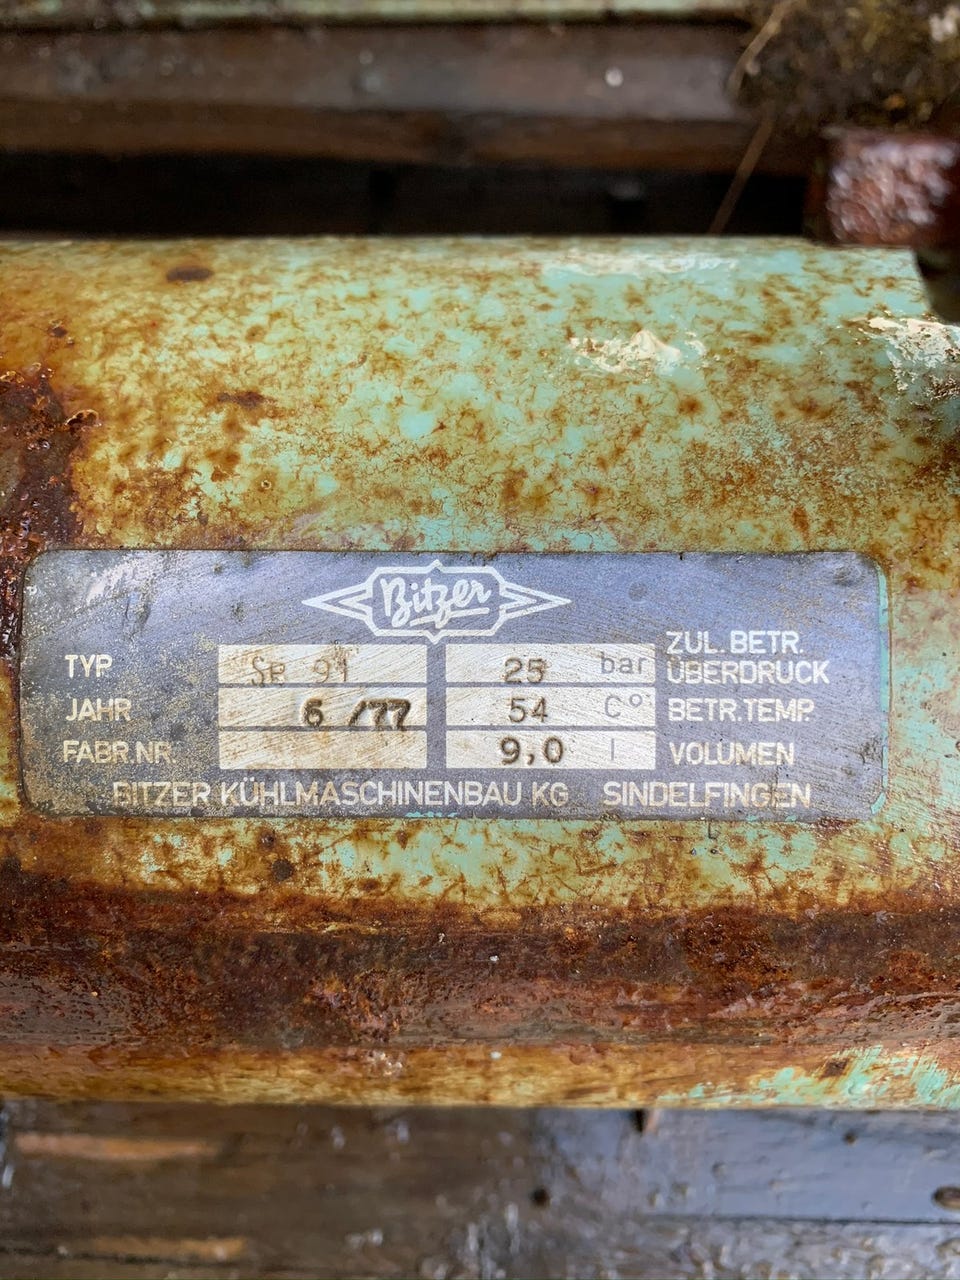 Bitzer
TYP Se 91 25 bar ZUL. BETR. ÜBERDRUCK
JAHR 6/77 54 C° BETR. TEMP.
FABR. NR. 9,0 l VOLUMEN
BITZER KÜHLMASCHINENBAU KG SINDELFINGEN